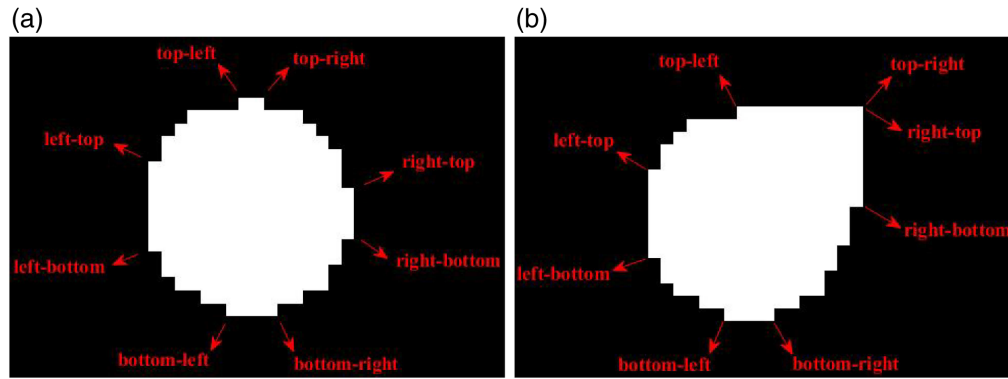 (a)
top-left
top-right
left-top
right-top
left-bottom
right-bottom
bottom-left
bottom-right
(b)
top-left
top-right
right-top
left-top
right-bottom
left-bottom
bottom-left
bottom-right